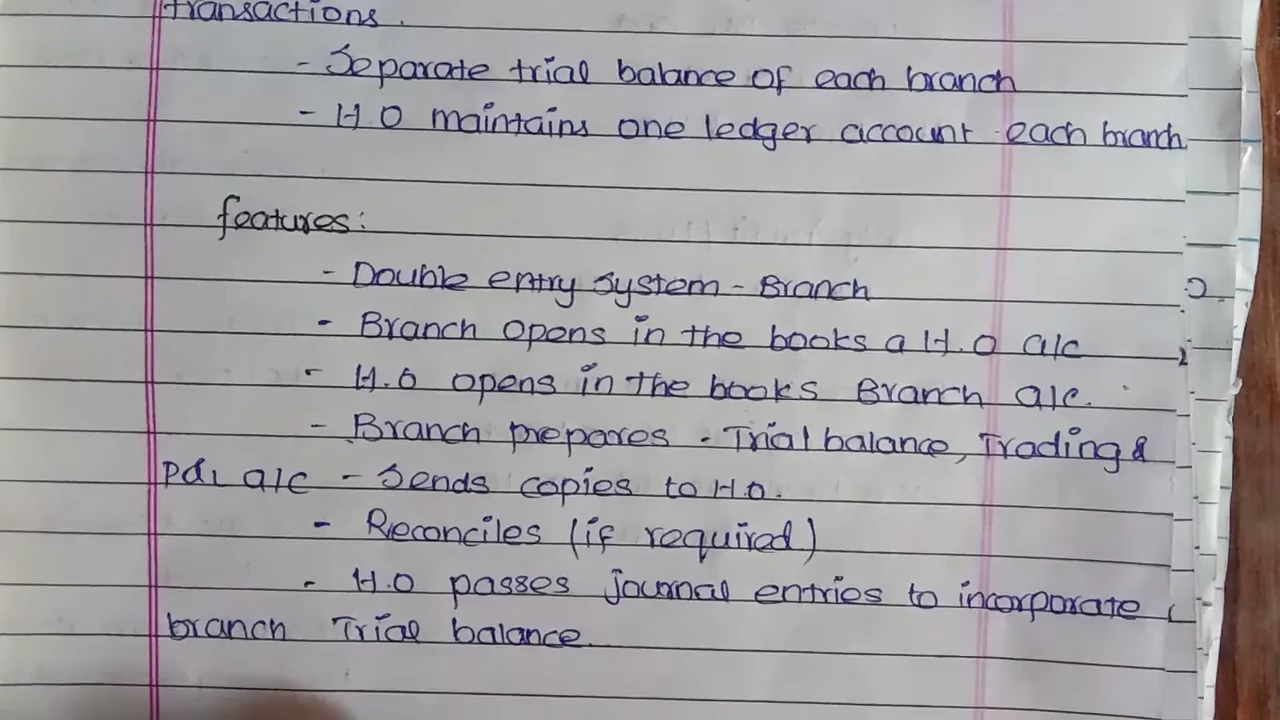 transactions.
- Separate trial balance of each branch
- H O maintains one ledger account each branch
features:
- Double entry system - Branch
- Branch opens in the books a H.O a/c
- H.O opens in the books Branch a/c.
- Branch prepares - Trial balance, Trading &
P&L a/c - Sends copies to H.O.
- Reconciles (if required)
- H.O passes journal entries to incorporate
branch Trial balance.